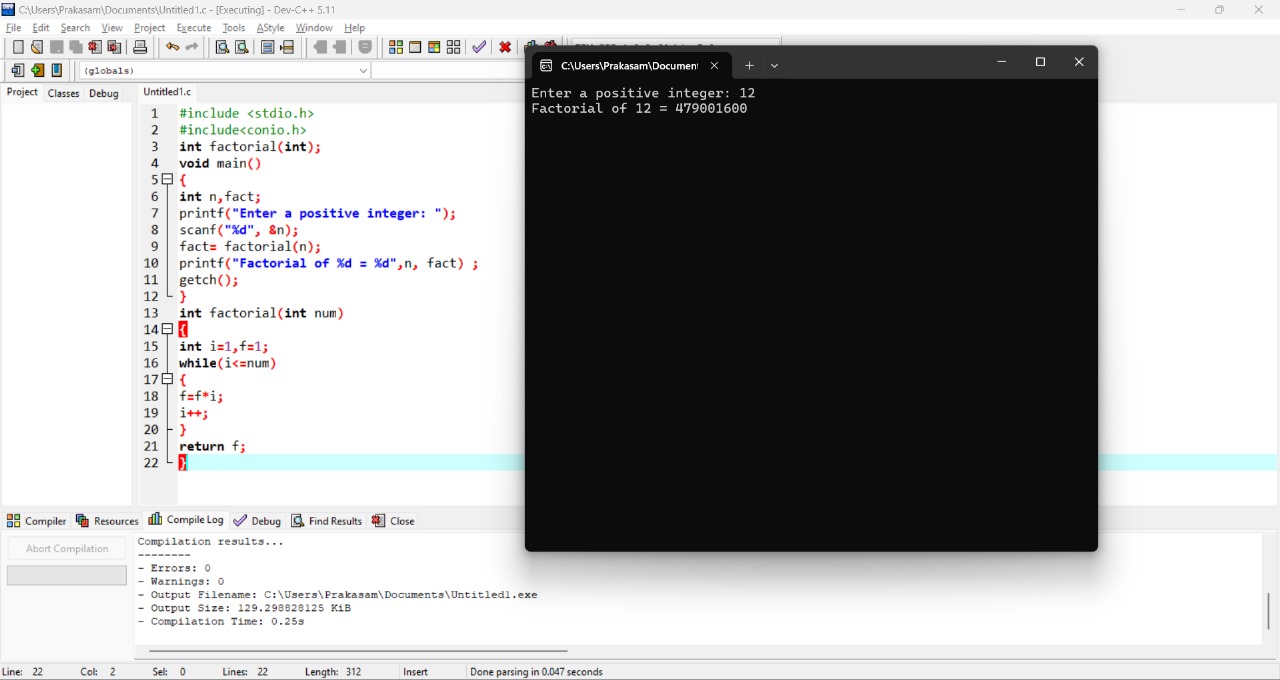 C:\Users\Prakasam\Documents\Untitled1.c - [Executing] - Dev-C++ 5.11
File Edit Search View Project Execute Tools AStyle Window Help
(globals)
Project Classes Debug
Untitled1.c
1 #include <stdio.h>
2 #include<conio.h>
3 int factorial(int);
4 void main()
5 {
6 int n,fact;
7 printf("Enter a positive integer: ");
8 scanf("%d", &n);
9 fact= factorial(n);
10 printf("Factorial of %d = %d",n, fact) ;
11 getch();
12 }
13 int factorial(int num)
14 {
15 int i=1,f=1;
16 while(i<=num)
17 {
18 f=f*i;
19 i++;
20 }
21 return f;
22 }
C:\Users\Prakasam\Documen
Enter a positive integer: 12
Factorial of 12 = 479001600
Compiler Resources Compile Log Debug Find Results Close
Abort Compilation
Compilation results...
--------
- Errors: 0
- Warnings: 0
- Output Filename: C:\Users\Prakasam\Documents\Untitled1.exe
- Output Size: 129.298828125 KiB
- Compilation Time: 0.25s
Line: 22 Col: 2 Sel: 0 Lines: 22 Length: 312 Insert Done parsing in 0.047 seconds